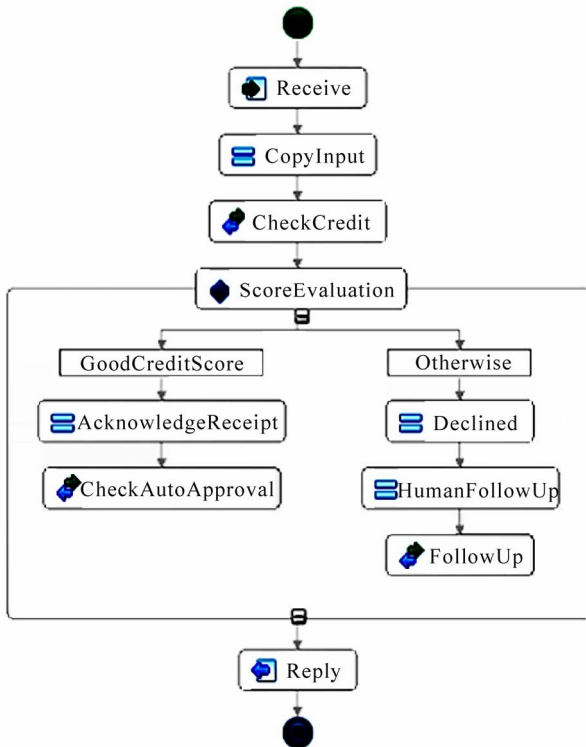 Receive
CopyInput
CheckCredit
ScoreEvaluation
GoodCreditScore
Otherwise
AcknowledgeReceipt
Declined
CheckAutoApproval
HumanFollowUp
FollowUp
Reply